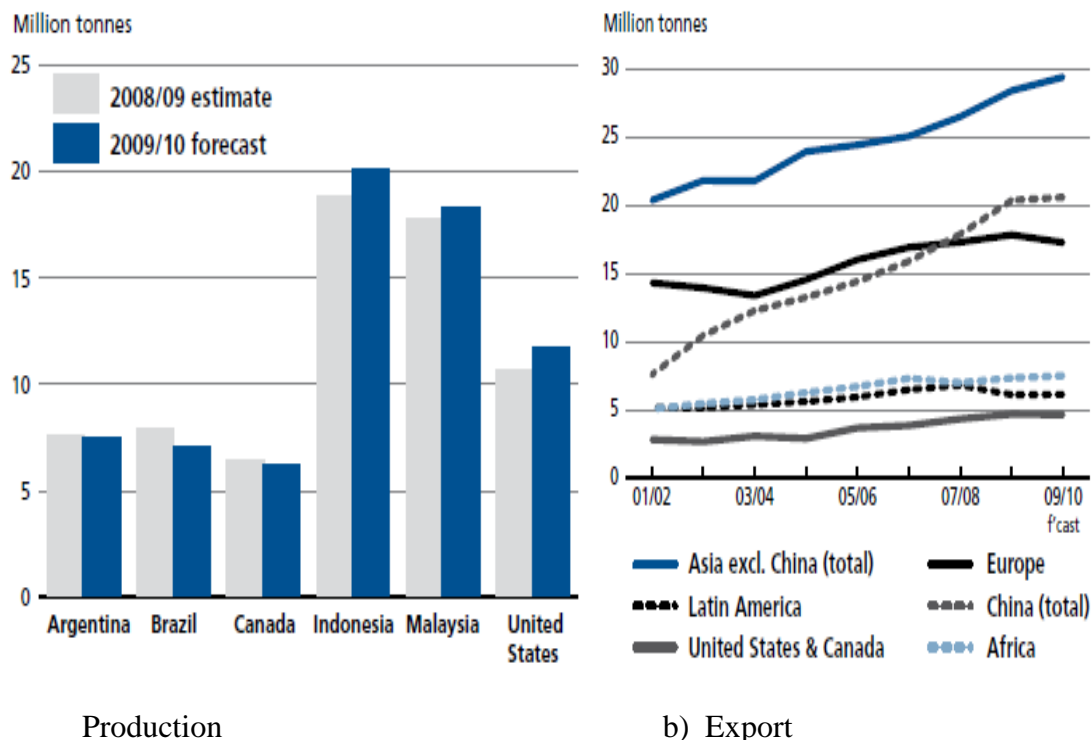 Million tonnes
25
20
15
10
5
0
2008/09 estimate
2009/10 forecast
Argentina Brazil Canada Indonesia Malaysia United
States
Production
Million tonnes
30
25
20
15
10
5
0
01/02 03/04 05/06 07/08 09/10
f'cast
Asia excl. China (total) Europe
Latin America China (total)
United States & Canada Africa
b) Export